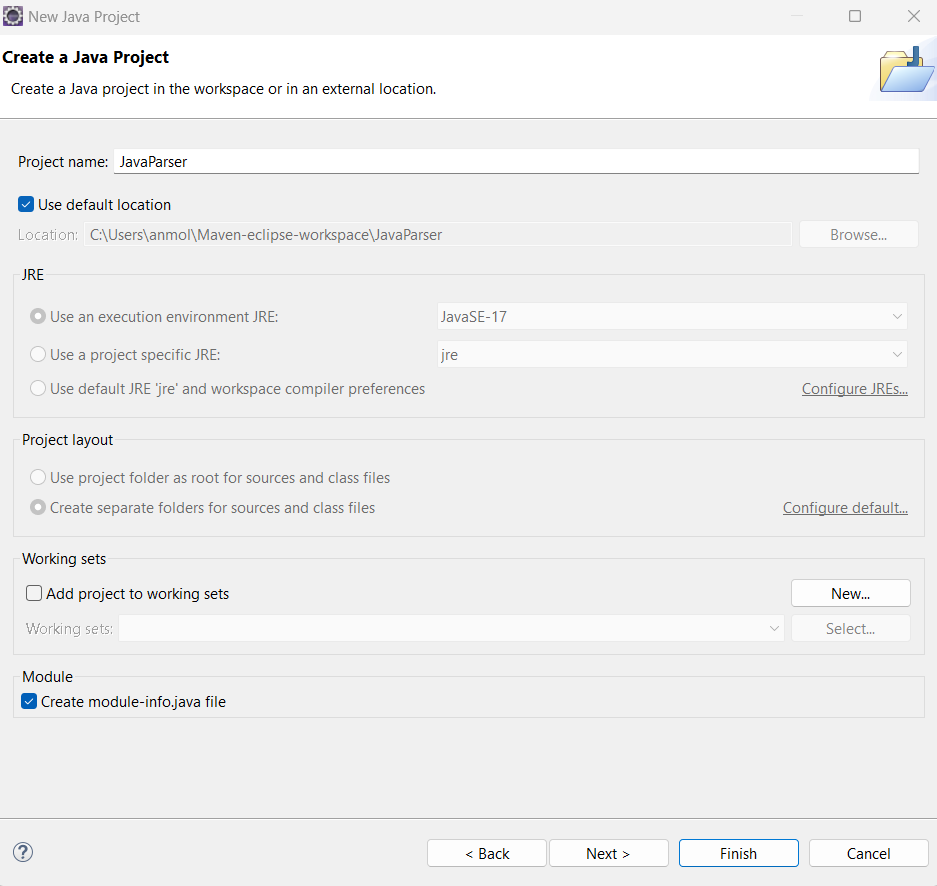 New Java Project
Create a Java Project
Create a Java project in the workspace or in an external location.
Project name: JavaParser
Use default location
Location: C:\Users\anmol\Maven-eclipse-workspace\JavaParser Browse...
JRE
Use an execution environment JRE: JavaSE-17
Use a project specific JRE: jre
Use default JRE 'jre' and workspace compiler preferences Configure JREs...
Project layout
Use project folder as root for sources and class files
Create separate folders for sources and class files Configure default...
Working sets
Add project to working sets New...
Working sets: Select...
Module
Create module-info.java file
? < Back Next > Finish Cancel